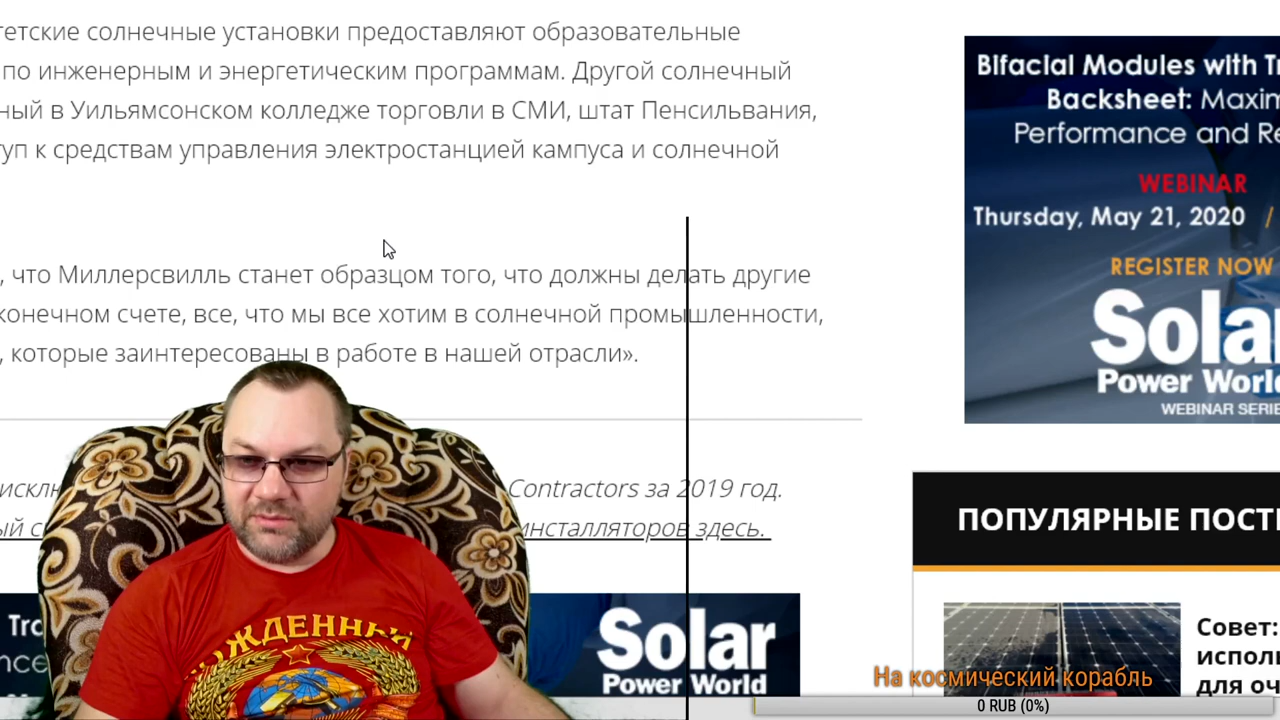 тетские солнечные установки предоставляют образовательные
по инженерным и энергетическим программам. Другой солнечный
ный в Уильямсонском колледже торговли в СМИ, штат Пенсильвания,
туп к средствам управления электростанцией кампуса и солнечной
, что Миллерсвилль станет образцом того, что должны делать другие
конечном счете, все, что мы все хотим в солнечной промышленности,
, которые заинтересованы в работе в нашей отрасли».
Contractors за 2019 год.
инсталляторов здесь.
Solar
Power World
РОЖДЕННЫЙ
Bifacial Modules with Tr
Backsheet: Maxim
Performance and Re
WEBINAR
Thursday, May 21, 2020 /
REGISTER NOW
Solar
Power World
WEBINAR SERIE
ПОПУЛЯРНЫЕ ПОСТЫ
Совет:
исполь
для оч
На космический корабль
0 RUB (0%)